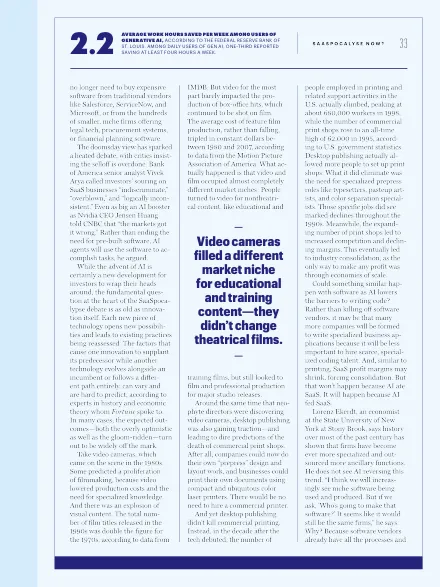 2.2
AVERAGE WORK HOURS SAVED PER WEEK AMONG USERS OF
GENERATIVE AI, ACCORDING TO THE FEDERAL RESERVE BANK OF
ST. LOUIS. AMONG DAILY USERS OF GEN AI, ONE-THIRD REPORTED
SAVING AT LEAST FOUR HOURS A WEEK.
SAASPOCALYPSE NOW?
33
no longer need to buy expensive
software from traditional vendors
like Salesforce, ServiceNow, and
Microsoft, or from the hundreds
of smaller, niche firms offering
legal tech, procurement systems,
or financial planning software.
The doomsday view has sparked
a heated debate, with critics insist-
ing the selloff is overdone. Bank
of America senior analyst Vivek
Arya called investors' souring on
SaaS businesses "indiscriminate,"
"overblown," and "logically incon-
sistent." Even as big an AI booster
as Nvidia CEO Jensen Huang
told CNBC that "the markets got
it wrong." Rather than ending the
need for pre-built software, AI
agents will use the software to ac-
complish tasks, he argued.
While the advent of AI is
certainly a new development for
investors to wrap their heads
around, the fundamental ques-
tion at the heart of the SaaSpoca-
lypse debate is as old as innova-
tion itself. Each new piece of
technology opens new possibili-
ties and leads to existing practices
being reassessed. The factors that
cause one innovation to supplant
its predecessor while another
technology evolves alongside an
incumbent or follows a differ-
ent path entirely, can vary and
are hard to predict, according to
experts in history and economic
theory whom Fortune spoke to.
In many cases, the expected out-
comes—both the overly optimistic
as well as the gloom-ridden—turn
out to be widely off the mark.
Take video cameras, which
came on the scene in the 1980s.
Some predicted a proliferation
of filmmaking, because video
lowered production costs and the
need for specialized knowledge.
And there was an explosion of
visual content. The total num-
ber of film titles released in the
1990s was double the figure for
the 1970s, according to data from
IMDB. But video for the most
part barely impacted the pro-
duction of box-office hits, which
continued to be shot on film.
The average cost of feature film
production, rather than falling,
tripled in constant dollars be-
tween 1980 and 2007, according
to data from the Motion Picture
Association of America. What ac-
tually happened is that video and
film occupied almost completely
different market niches. People
turned to video for nontheatri-
cal content, like educational and
Video cameras
filled a different
market niche
for educational
and training
content—they
didn't change
theatrical films.
training films, but still looked to
film and professional production
for major studio releases.
Around the same time that neo-
phyte directors were discovering
video cameras, desktop publishing
was also gaining traction—and
leading to dire predictions of the
death of commercial print shops.
After all, companies could now do
their own "prepress" design and
layout work, and businesses could
print their own documents using
compact and ubiquitous color
laser printers. There would be no
need to hire a commercial printer.
And yet desktop publishing
didn't kill commercial printing.
Instead, in the decade after the
tech debuted, the number of
people employed in printing and
related support activities in the
U.S. actually climbed, peaking at
about 650,000 workers in 1998,
while the number of commercial
print shops rose to an all-time
high of 62,000 in 1995, accord-
ing to U.S. government statistics.
Desktop publishing actually al-
lowed more people to set up print
shops. What it did eliminate was
the need for specialized prepress
roles like typesetters, pasteup art-
ists, and color separation special-
ists. Those specific jobs did see
marked declines throughout the
1990s. Meanwhile, the expand-
ing number of print shops led to
increased competition and declin-
ing margins. This eventually led
to industry consolidation, as the
only way to make any profit was
through economies of scale.
Could something similar hap-
pen with software as AI lowers
the barriers to writing code?
Rather than killing off software
vendors, it may be that many
more companies will be formed
to write specialized business ap-
plications because it will be less
important to hire scarce, special-
ized coding talent. And, similar to
printing, SaaS profit margins may
shrink, forcing consolidation. But
that won't happen because AI ate
SaaS. It will happen because AI
fed SaaS.
Lorenz Ekerdt, an economist
at the State University of New
York at Stony Brook, says history
over most of the past century has
shown that firms have become
ever more specialized and out-
sourced more ancillary functions.
He does not see AI reversing this
trend. "I think we will increas-
ingly see niche software being
used and produced. But if we
ask, 'Who's going to make that
software?' It seems like it would
still be the same firms," he says.
Why? Because software vendors
already have all the processes and